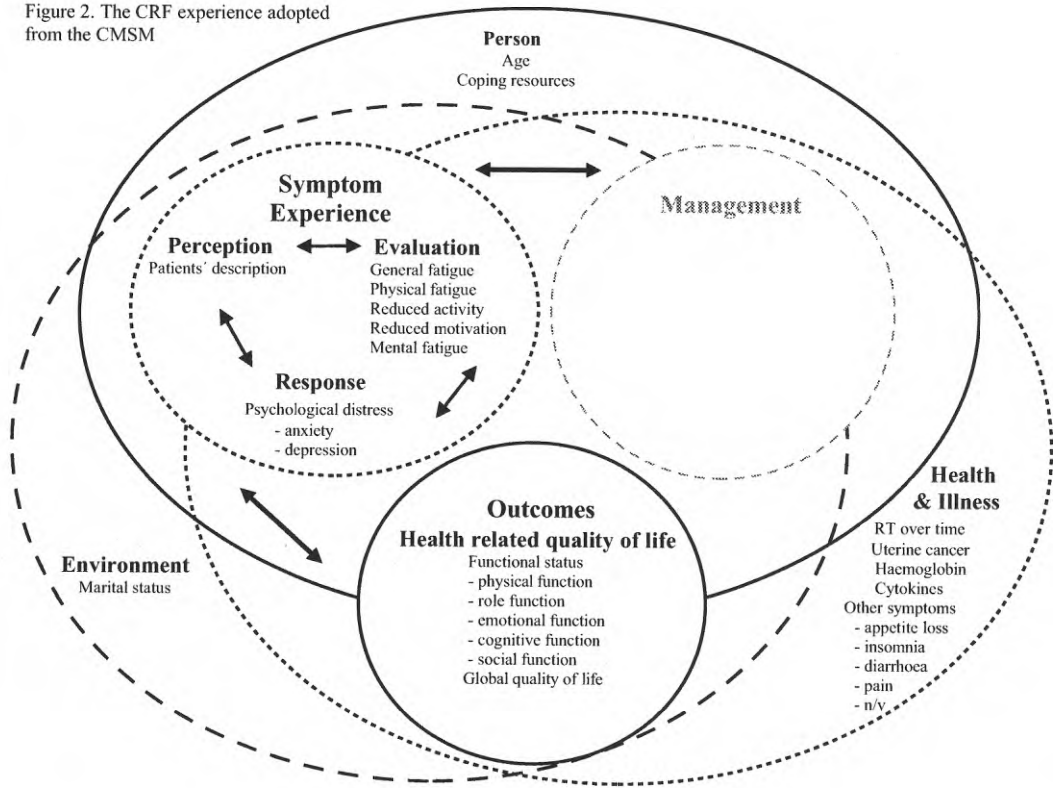 Figure 2. The CRF experience adopted
from the CMSM
Person
Age
Coping resources
Symptom
Experience
Perception
Patients´ description
Evaluation
General fatigue
Physical fatigue
Reduced activity
Reduced motivation
Mental fatigue
Response
Psychological distress
- anxiety
- depression
Management
Environment
Marital status
Outcomes
Health related quality of life
Functional status
- physical function
- role function
- emotional function
- cognitive function
- social function
Global quality of life
Health
& Illness
RT over time
Uterine cancer
Haemoglobin
Cytokines
Other symptoms
- appetite loss
- insomnia
- diarrhoea
- pain
- n/v